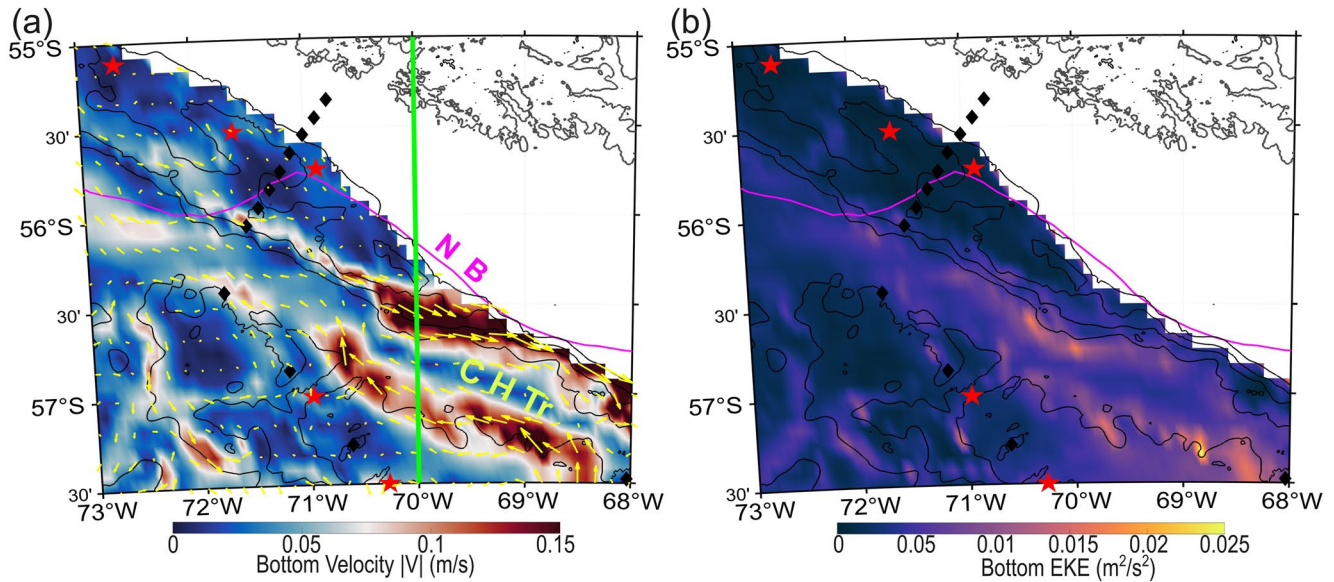 (a)
55°S
30'
56°S
30'
57°S
30'
73°W
72°W
71°W
70°W
69°W
68°W
N B
C H Tr
0
0.05
0.1
0.15
Bottom Velocity |V| (m/s)
(b)
55°S
30'
56°S
30'
57°S
30'
73°W
72°W
71°W
70°W
69°W
68°W
0
0.05
0.01
0.015
0.02
0.025
Bottom EKE (m²/s²)